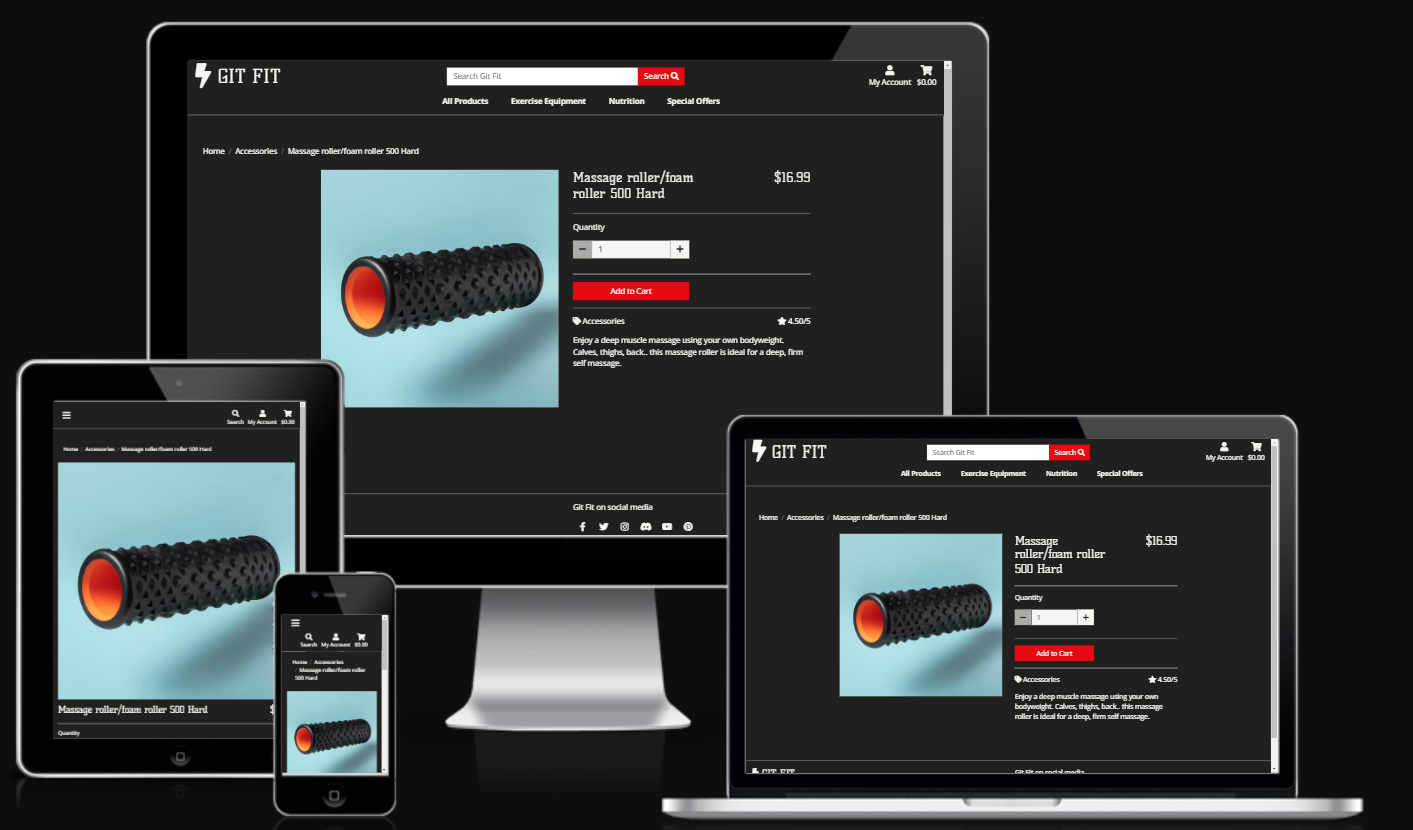 GIT FIT
Search Git Fit
Search
My Account
$0.00
All Products
Exercise Equipment
Nutrition
Special Offers
Home / Accessories / Massage roller/foam roller 500 Hard
Massage roller/foam
roller 500 Hard
$16.99
Quantity
1
Add to Cart
Accessories
4.50/5
Enjoy a deep muscle massage using your own bodyweight.
Calves, thighs, back.. this massage roller is ideal for a deep, firm
self massage.
Git Fit on social media
Search
My Account
$0.00
Home / Accessories / Massage roller/foam roller 500 Hard
Massage roller/foam roller 500 Hard
$
Quantity
Search
My Account
$0.00
Home / Accessories
/ Massage roller/foam roller
500 Hard
GIT FIT
Search Git Fit
Search
My Account
$0.00
All Products
Exercise Equipment
Nutrition
Special Offers
Home / Accessories / Massage roller/foam roller 500 Hard
Massage
roller/foam roller
500 Hard
$16.99
Quantity
1
Add to Cart
Accessories
4.50/5
Enjoy a deep muscle massage using your own
bodyweight. Calves, thighs, back.. this massage
roller is ideal for a deep, firm self massage.
GIT FIT
Git Fit on social media